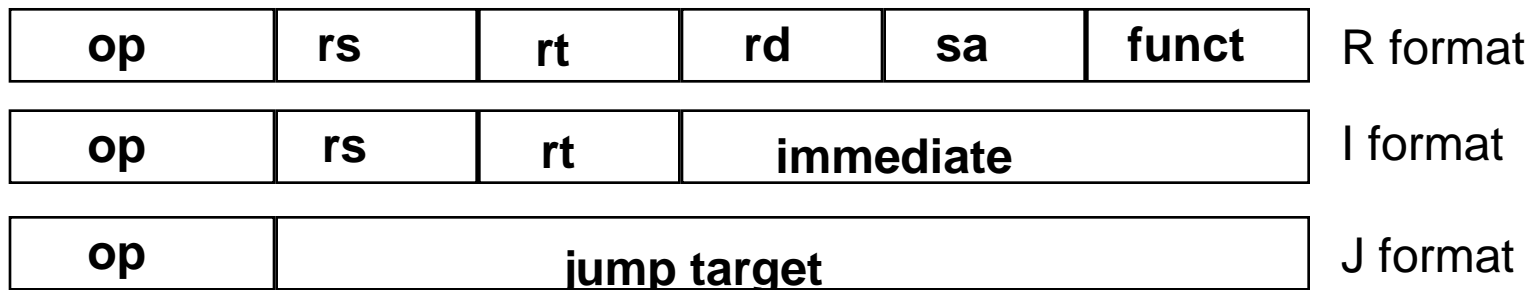 op rs rt rd sa funct R format
op rs rt immediate I format
op jump target J format